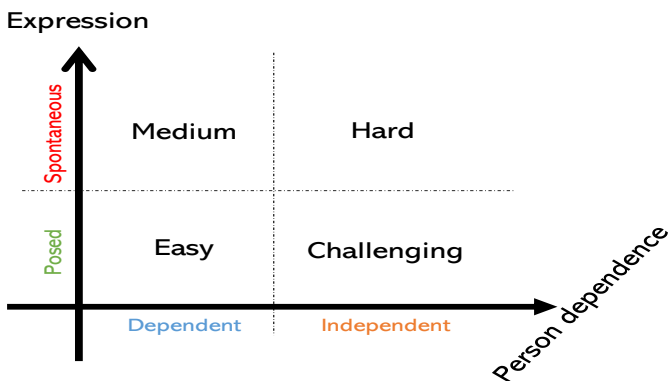 Expression
Spontaneous
Medium
Hard
Posed
Easy
Challenging
Dependent
Independent
Person dependence